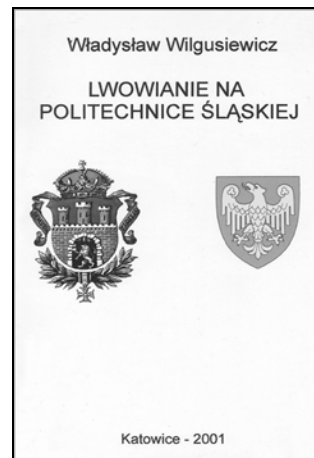 Władysław Wilgusiewicz
LWOWIANIE NA
POLITECHNICE ŚLĄSKIEJ
Katowice - 2001